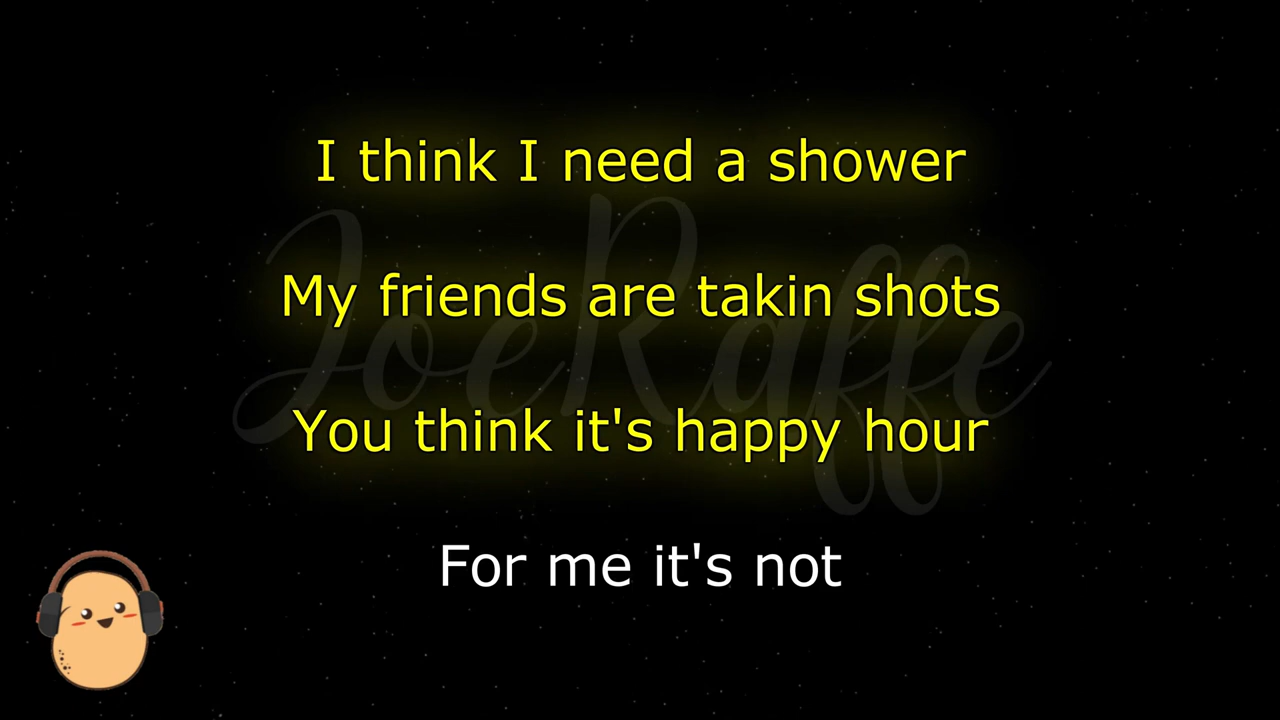 I think I need a shower
My friends are takin shots
You think it's happy hour
For me it's not
JoeRaffe